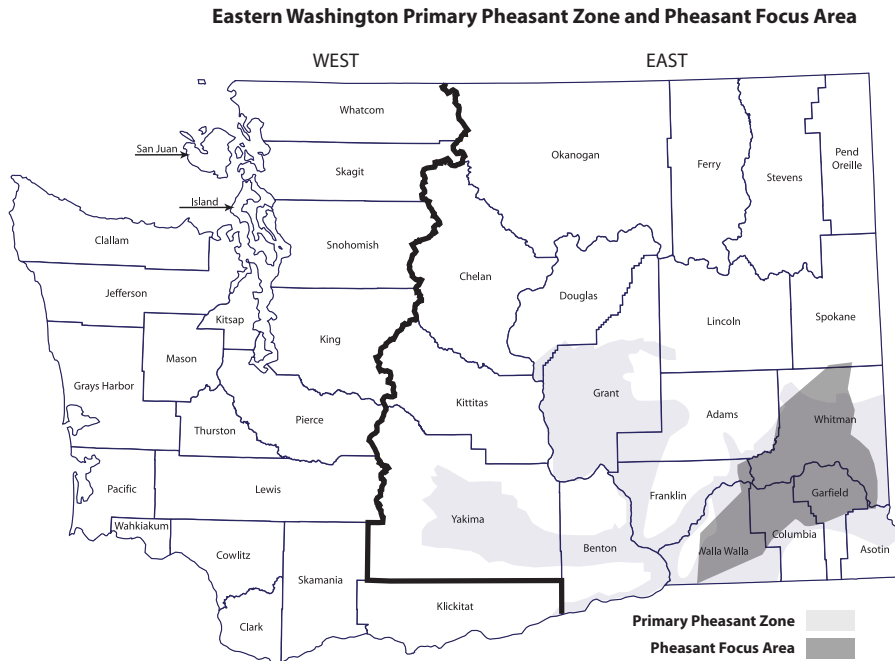 Eastern Washington Primary Pheasant Zone and Pheasant Focus Area
WEST
EAST
Whatcom
San Juan
Skagit
Okanogan
Ferry
Stevens
Pend
Oreille
Island
Clallam
Snohomish
Chelan
Jefferson
Douglas
Kitsap
Lincoln
Spokane
King
Mason
Grays Harbor
Kittitas
Grant
Adams
Whitman
Pierce
Thurston
Pacific
Lewis
Franklin
Garfield
Yakima
Wahkiakum
Columbia
Benton
Walla Walla
Asotin
Cowlitz
Skamania
Klickitat
Clark
Primary Pheasant Zone
Pheasant Focus Area